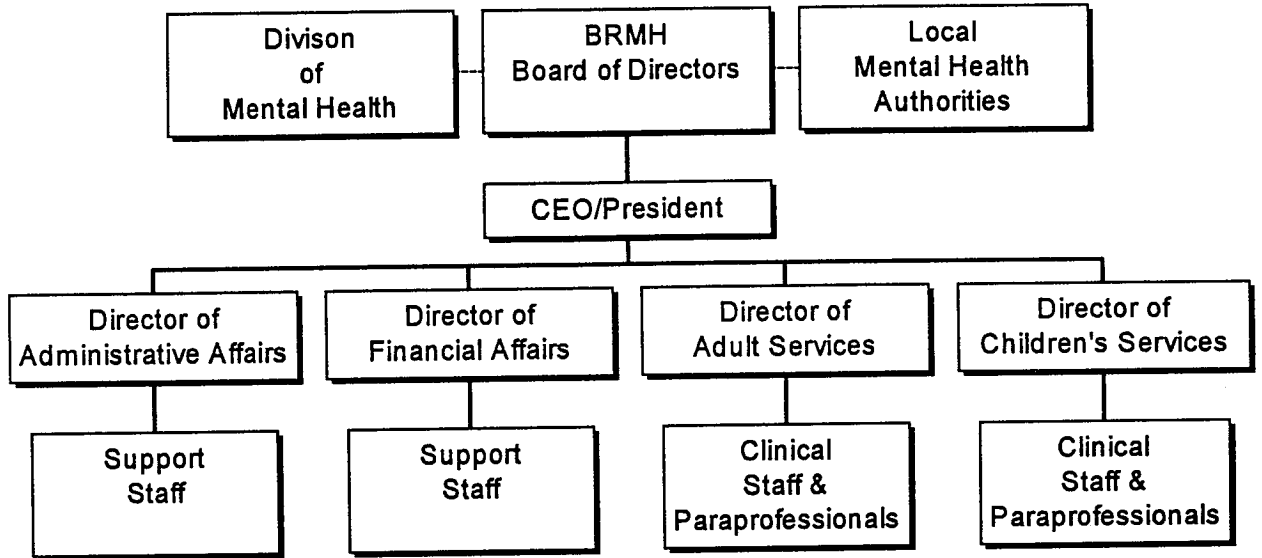 Divison
of
Mental Health
BRMH
Board of Directors
Local
Mental Health
Authorities
CEO/President
Director of
Administrative Affairs
Director of
Financial Affairs
Director of
Adult Services
Director of
Children's Services
Support
Staff
Support
Staff
Clinical
Staff &
Paraprofessionals
Clinical
Staff &
Paraprofessionals